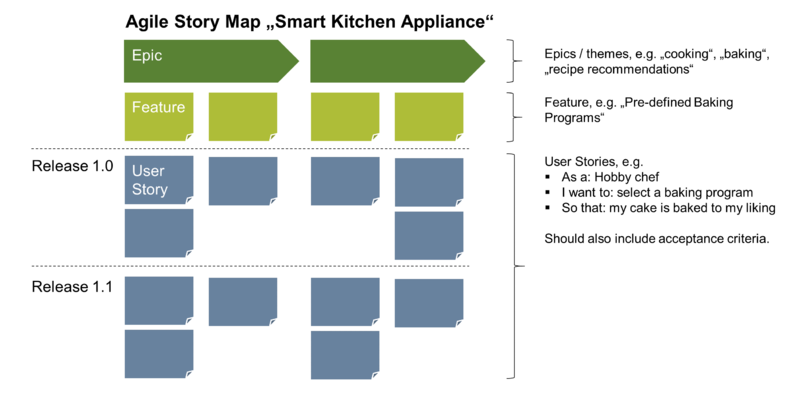 Agile Story Map „Smart Kitchen Appliance“
Epic
Epics / themes, e.g. „cooking“, „baking“,
„recipe recommendations“
Feature
Feature, e.g. „Pre-defined Baking
Programs“
Release 1.0
User
Story
User Stories, e.g.
▪ As a: Hobby chef
▪ I want to: select a baking program
▪ So that: my cake is baked to my liking
Should also include acceptance criteria.
Release 1.1